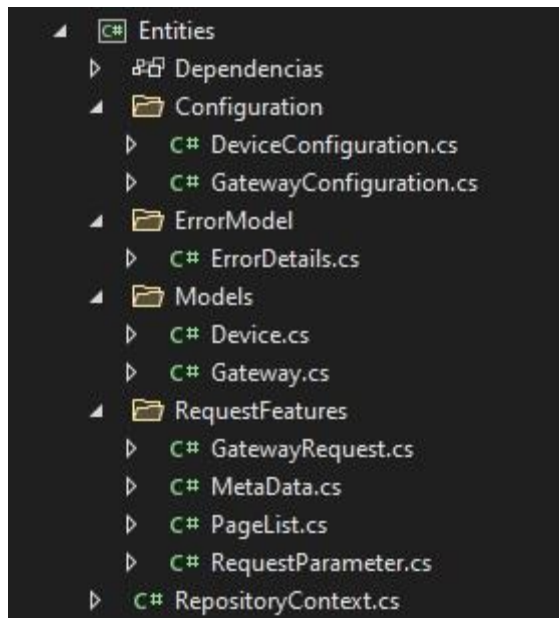 C# Entities
Dependencias
Configuration
C# DeviceConfiguration.cs
C# GatewayConfiguration.cs
ErrorModel
C# ErrorDetails.cs
Models
C# Device.cs
C# Gateway.cs
RequestFeatures
C# GatewayRequest.cs
C# MetaData.cs
C# PageList.cs
C# RequestParameter.cs
C# RepositoryContext.cs